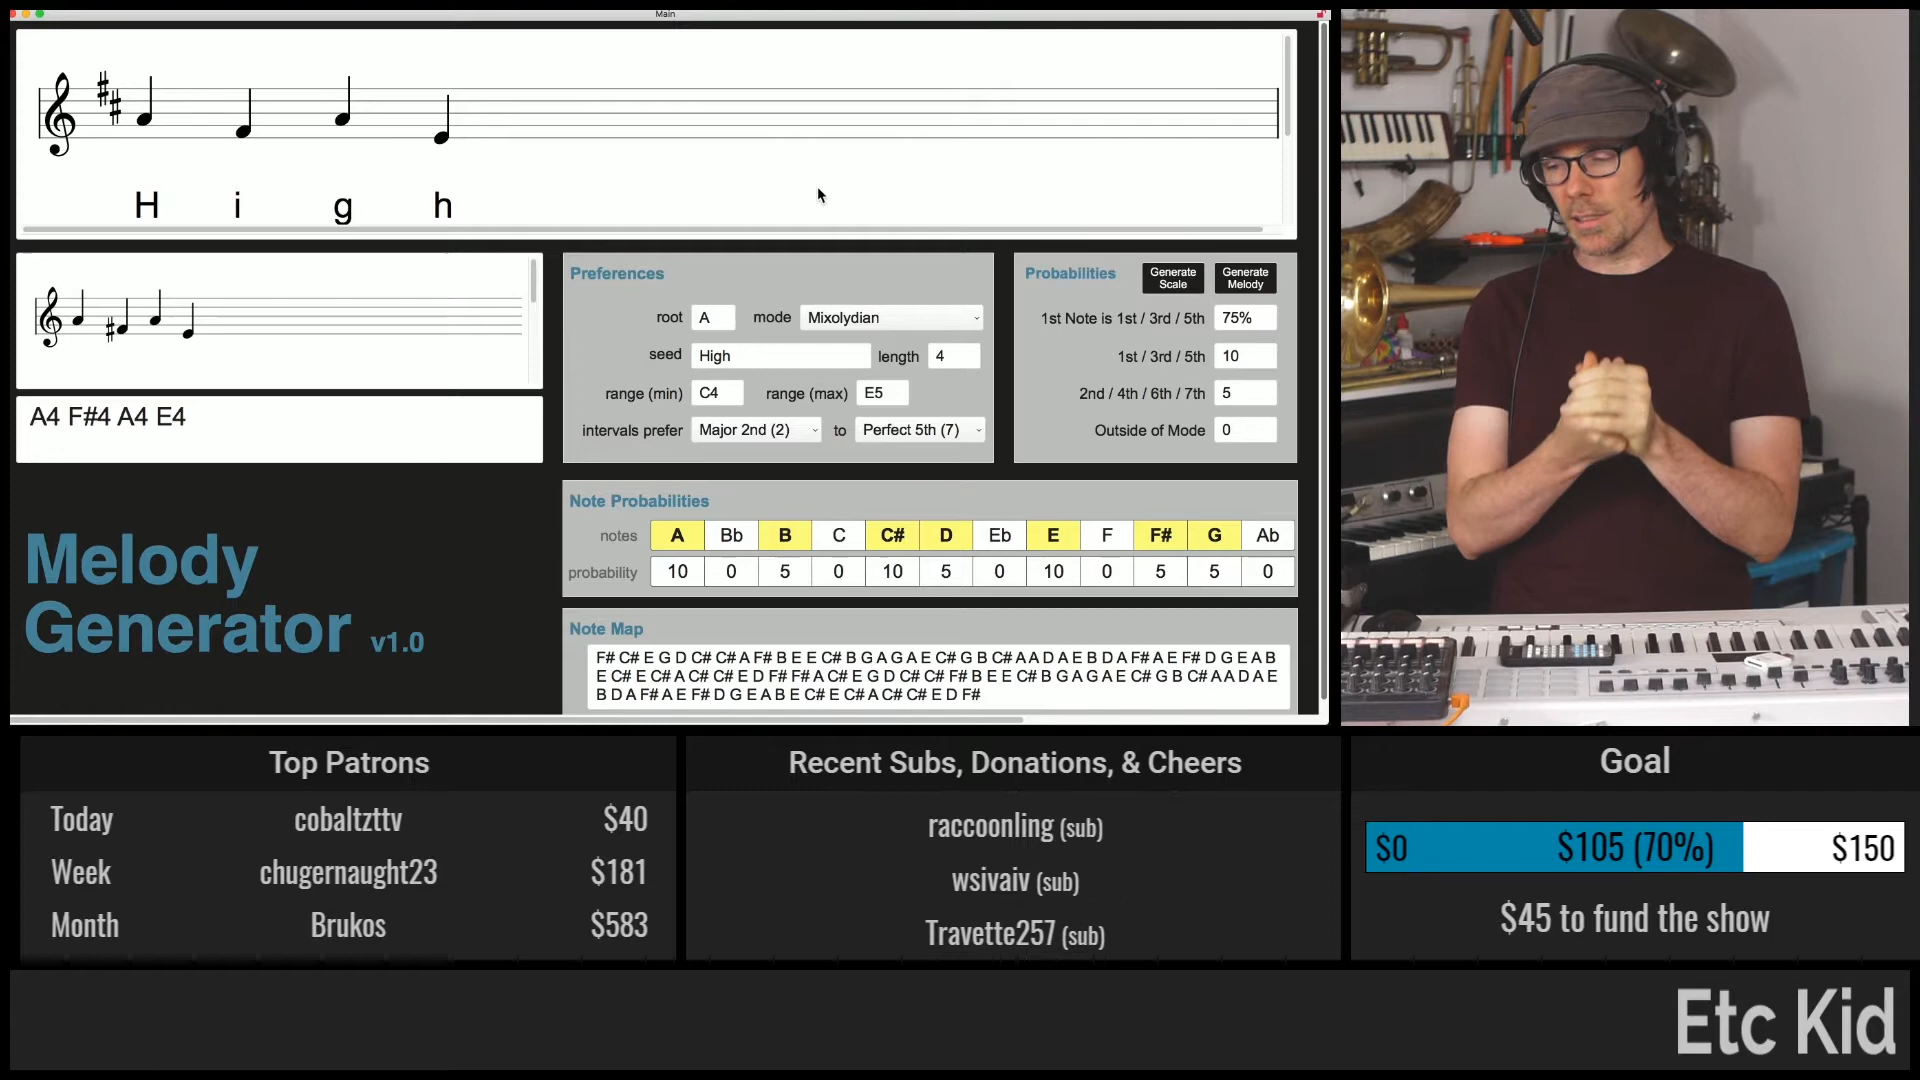 Main
H i g h
A4 F#4 A4 E4
Melody
Generator v1.0
Preferences
root A mode Mixolydian
seed High length 4
range (min) C4 range (max) E5
intervals prefer Major 2nd (2) to Perfect 5th (7)
Probabilities Generate Scale Generate Melody
1st Note is 1st / 3rd / 5th 75%
1st / 3rd / 5th 10
2nd / 4th / 6th / 7th 5
Outside of Mode 0
Note Probabilities
notes A Bb B C C# D Eb E F F# G Ab
probability 10 0 5 0 10 5 0 10 0 5 5 0
Note Map
F# C# E G D C# C# A F# B E E C# B G A G A E C# G B C# A A D A E B D A F# A E F# D G E A B
E C# E C# A C# C# E D F# F# A C# E G D C# C# F# B E E C# B G A G A E C# G B C# A A D A E
B D A F# A E F# D G E A B E C# E C# A C# C# E D F#
Top Patrons
Today cobaltzttv $40
Week chugernaught23 $181
Month Brukos $583
Recent Subs, Donations, & Cheers
raccoonling (sub)
wsivaiv (sub)
Travette257 (sub)
Goal
$0 $105 (70%) $150
$45 to fund the show
Etc Kid